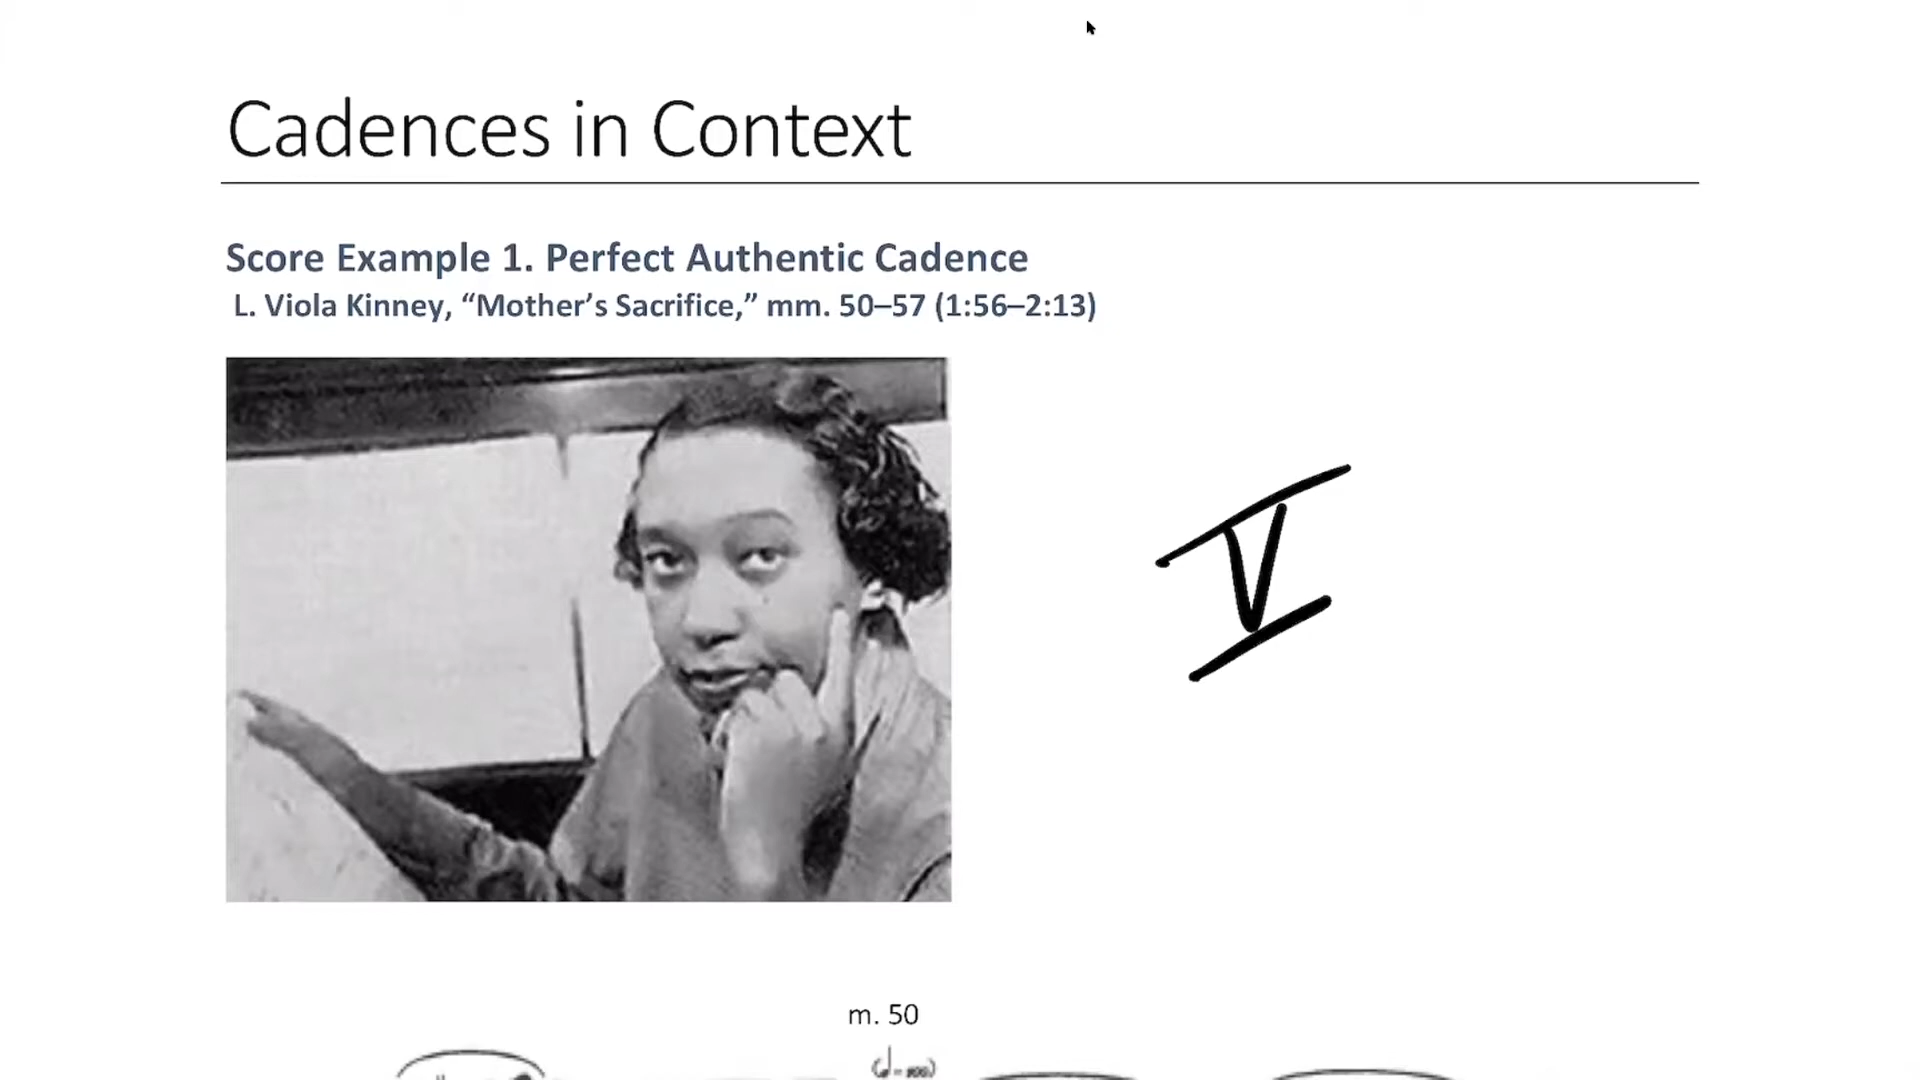 Cadences in Context
Score Example 1. Perfect Authentic Cadence
L. Viola Kinney, “Mother’s Sacrifice,” mm. 50–57 (1:56–2:13)
V
m. 50